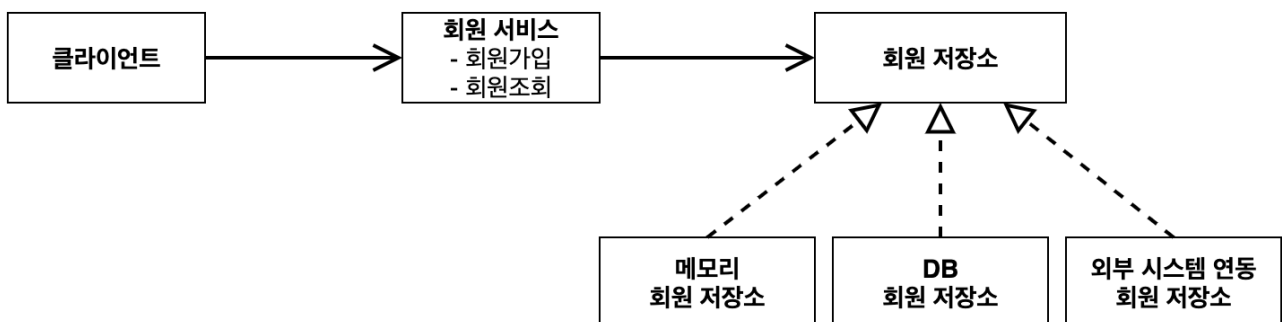 클라이언트
회원 서비스
- 회원가입
- 회원조회
회원 저장소
메모리
회원 저장소
DB
회원 저장소
외부 시스템 연동
회원 저장소